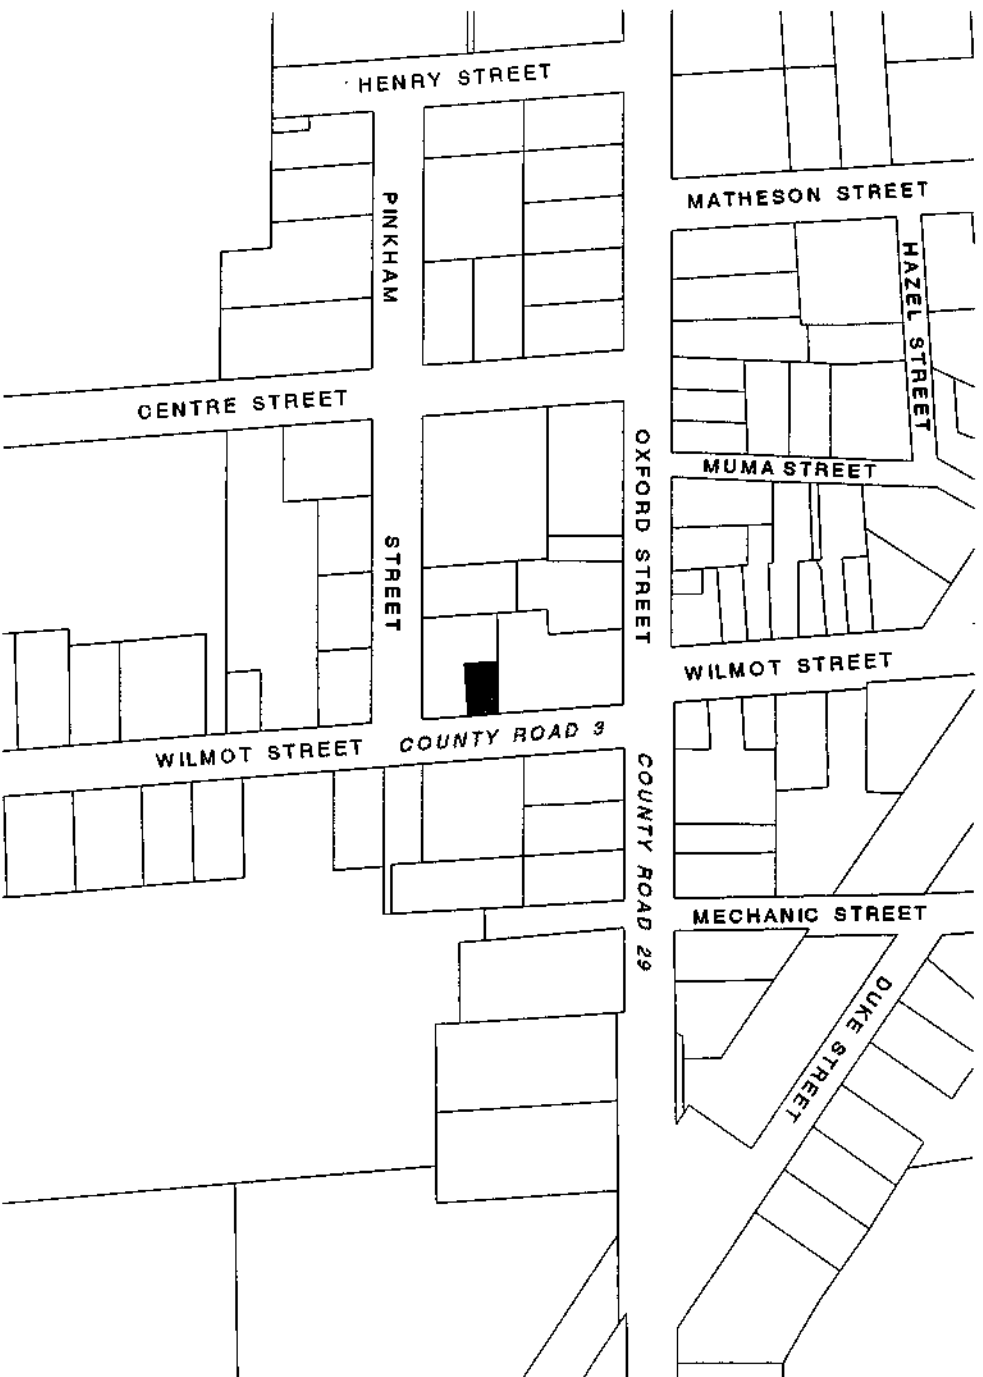 HENRY STREET
MATHESON STREET
PINKHAM
HAZEL STREET
CENTRE STREET
OXFORD STREET
MUMA STREET
STREET
WILMOT STREET
COUNTY ROAD 3
WILMOT STREET
COUNTY ROAD 29
MECHANIC STREET
DUKE STREET